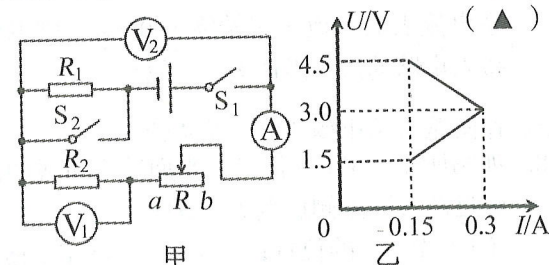 U/V
( ▲ )
V₂
R₁
4.5
S₂
S₁
3.0
A
R₂
1.5
a R b
V₁
0
0.15
0.3
I/A
甲
乙